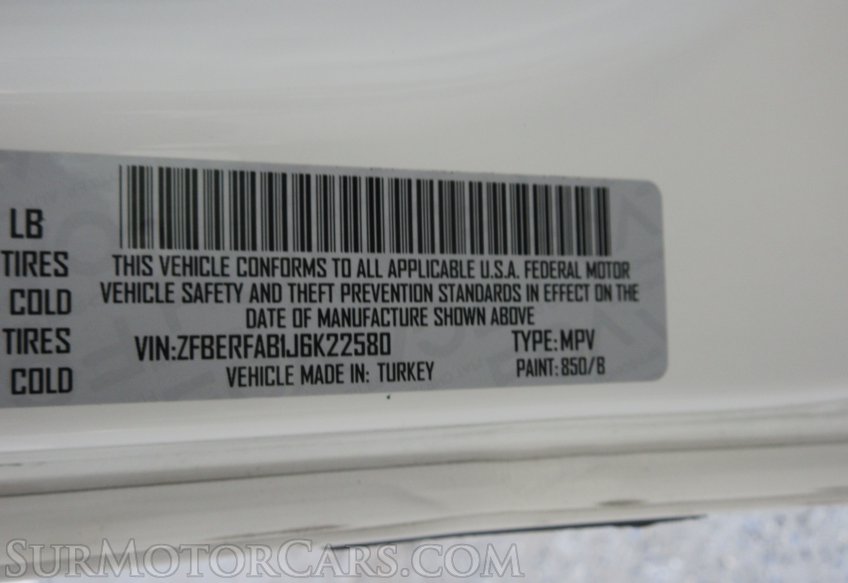 LB
TIRES
COLD
TIRES
COLD
THIS VEHICLE CONFORMS TO ALL APPLICABLE U.S.A. FEDERAL MOTOR
VEHICLE SAFETY AND THEFT PREVENTION STANDARDS IN EFFECT ON THE
DATE OF MANUFACTURE SHOWN ABOVE
VIN:ZFBERFAB1J6K22580 TYPE:MPV
VEHICLE MADE IN: TURKEY PAINT: 850/B
SURMOTORCARS.COM